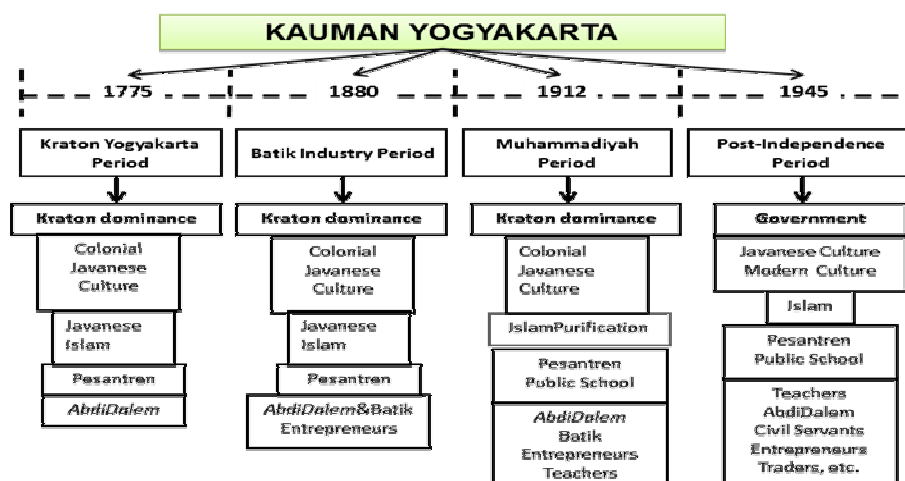 KAUMAN YOGYAKARTA
1775
1880
1912
1945
Kraton Yogyakarta
Period
Batik Industry Period
Muhammadiyah
Period
Post-Independence
Period
Kraton dominance
Kraton dominance
Kraton dominance
Government
Colonial
Javanese
Culture
Colonial
Javanese
Culture
Colonial
Javanese
Culture
Javanese Culture
Modern Culture
Javanese
Islam
Javanese
Islam
IslamPurification
Islam
Pesantren
Pesantren
Pesantren
Public School
Pesantren
Public School
AbdiDalem
AbdiDalem&Batik
Entrepreneurs
AbdiDalem
Batik
Entrepreneurs
Teachers
Teachers
AbdiDalem
Civil Servants
Entrepreneurs
Traders, etc.